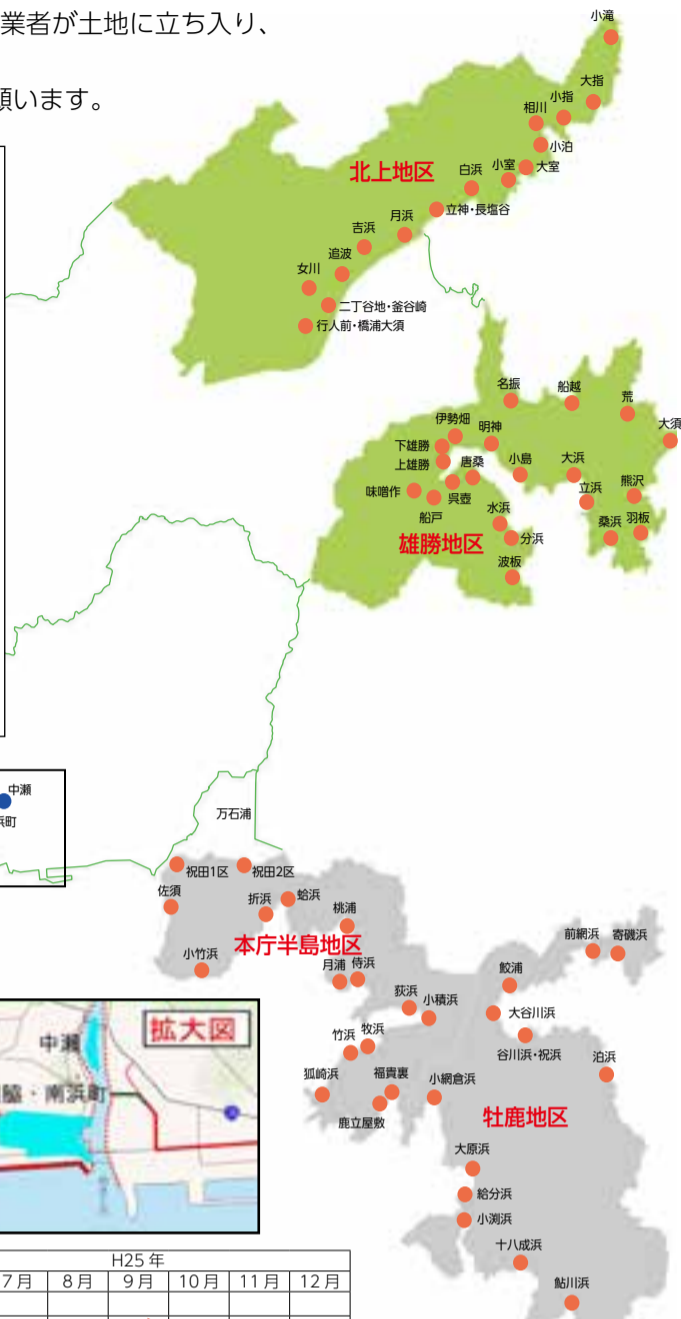 業者が土地に立ち入り、
願います。
小滝
大指
小指
相川
小泊
小室
大室
白浜
北上地区
立神・長塩谷
月浜
吉浜
追波
女川
二丁谷地・釜谷崎
行人前・橋浦大須
名振
船越
荒
大須
伊勢畑
明神
下雄勝
上雄勝
唐桑
小島
大浜
熊沢
立浜
味噌作
呉壺
船戸
水浜
桑浜
羽板
雄勝地区
分浜
波板
中瀬
浜町
万石浦
祝田1区
祝田2区
佐須
折浜
蛤浜
桃浦
本庁半島地区
小竹浜
月浦
侍浜
前網浜
寄磯浜
鮫浦
荻浜
小積浜
大谷川浜
谷川浜・祝浜
竹浜
牧浜
泊浜
狐崎浜
福貴裏
小網倉浜
鹿立屋敷
牡鹿地区
大原浜
給分浜
小渕浜
十八成浜
鮎川浜
拡大図
中瀬
脇・南浜町
H25年
7月 8月 9月 10月 11月 12月